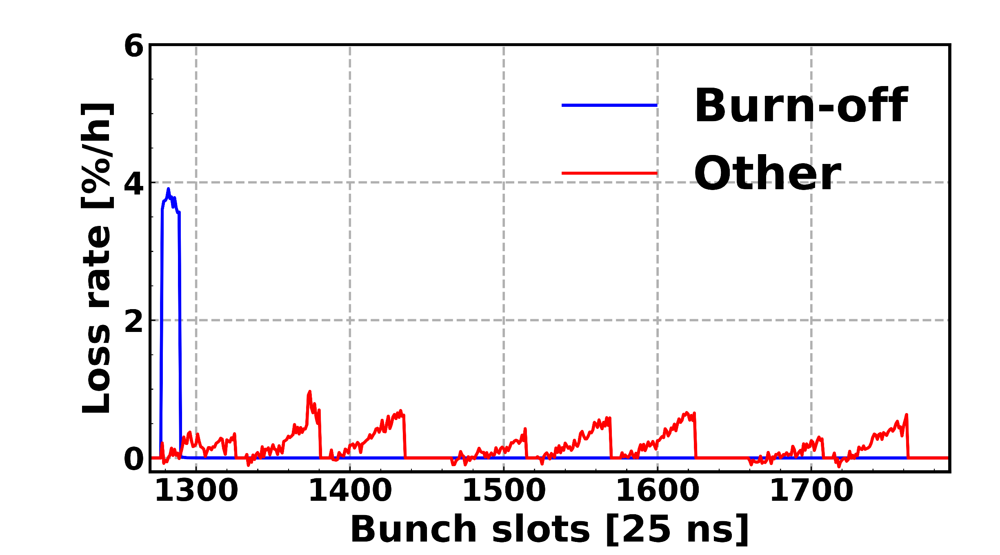 Loss rate [%/h]
6
4
2
0
Burn-off
Other
1300 1400 1500 1600 1700
Bunch slots [25 ns]